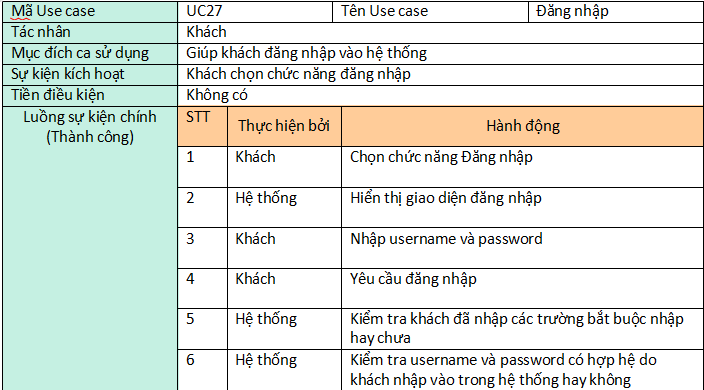 Mã Use case UC27 Tên Use case Đăng nhập
Tác nhân Khách
Mục đích ca sử dụng Giúp khách đăng nhập vào hệ thống
Sự kiện kích hoạt Khách chọn chức năng đăng nhập
Tiền điều kiện Không có
Luồng sự kiện chính
(Thành công)
STT Thực hiện bởi Hành động
1 Khách Chọn chức năng Đăng nhập
2 Hệ thống Hiển thị giao diện đăng nhập
3 Khách Nhập username và password
4 Khách Yêu cầu đăng nhập
5 Hệ thống Kiểm tra khách đã nhập các trường bắt buộc nhập
hay chưa
6 Hệ thống Kiểm tra username và password có hợp hệ do
khách nhập vào trong hệ thống hay không